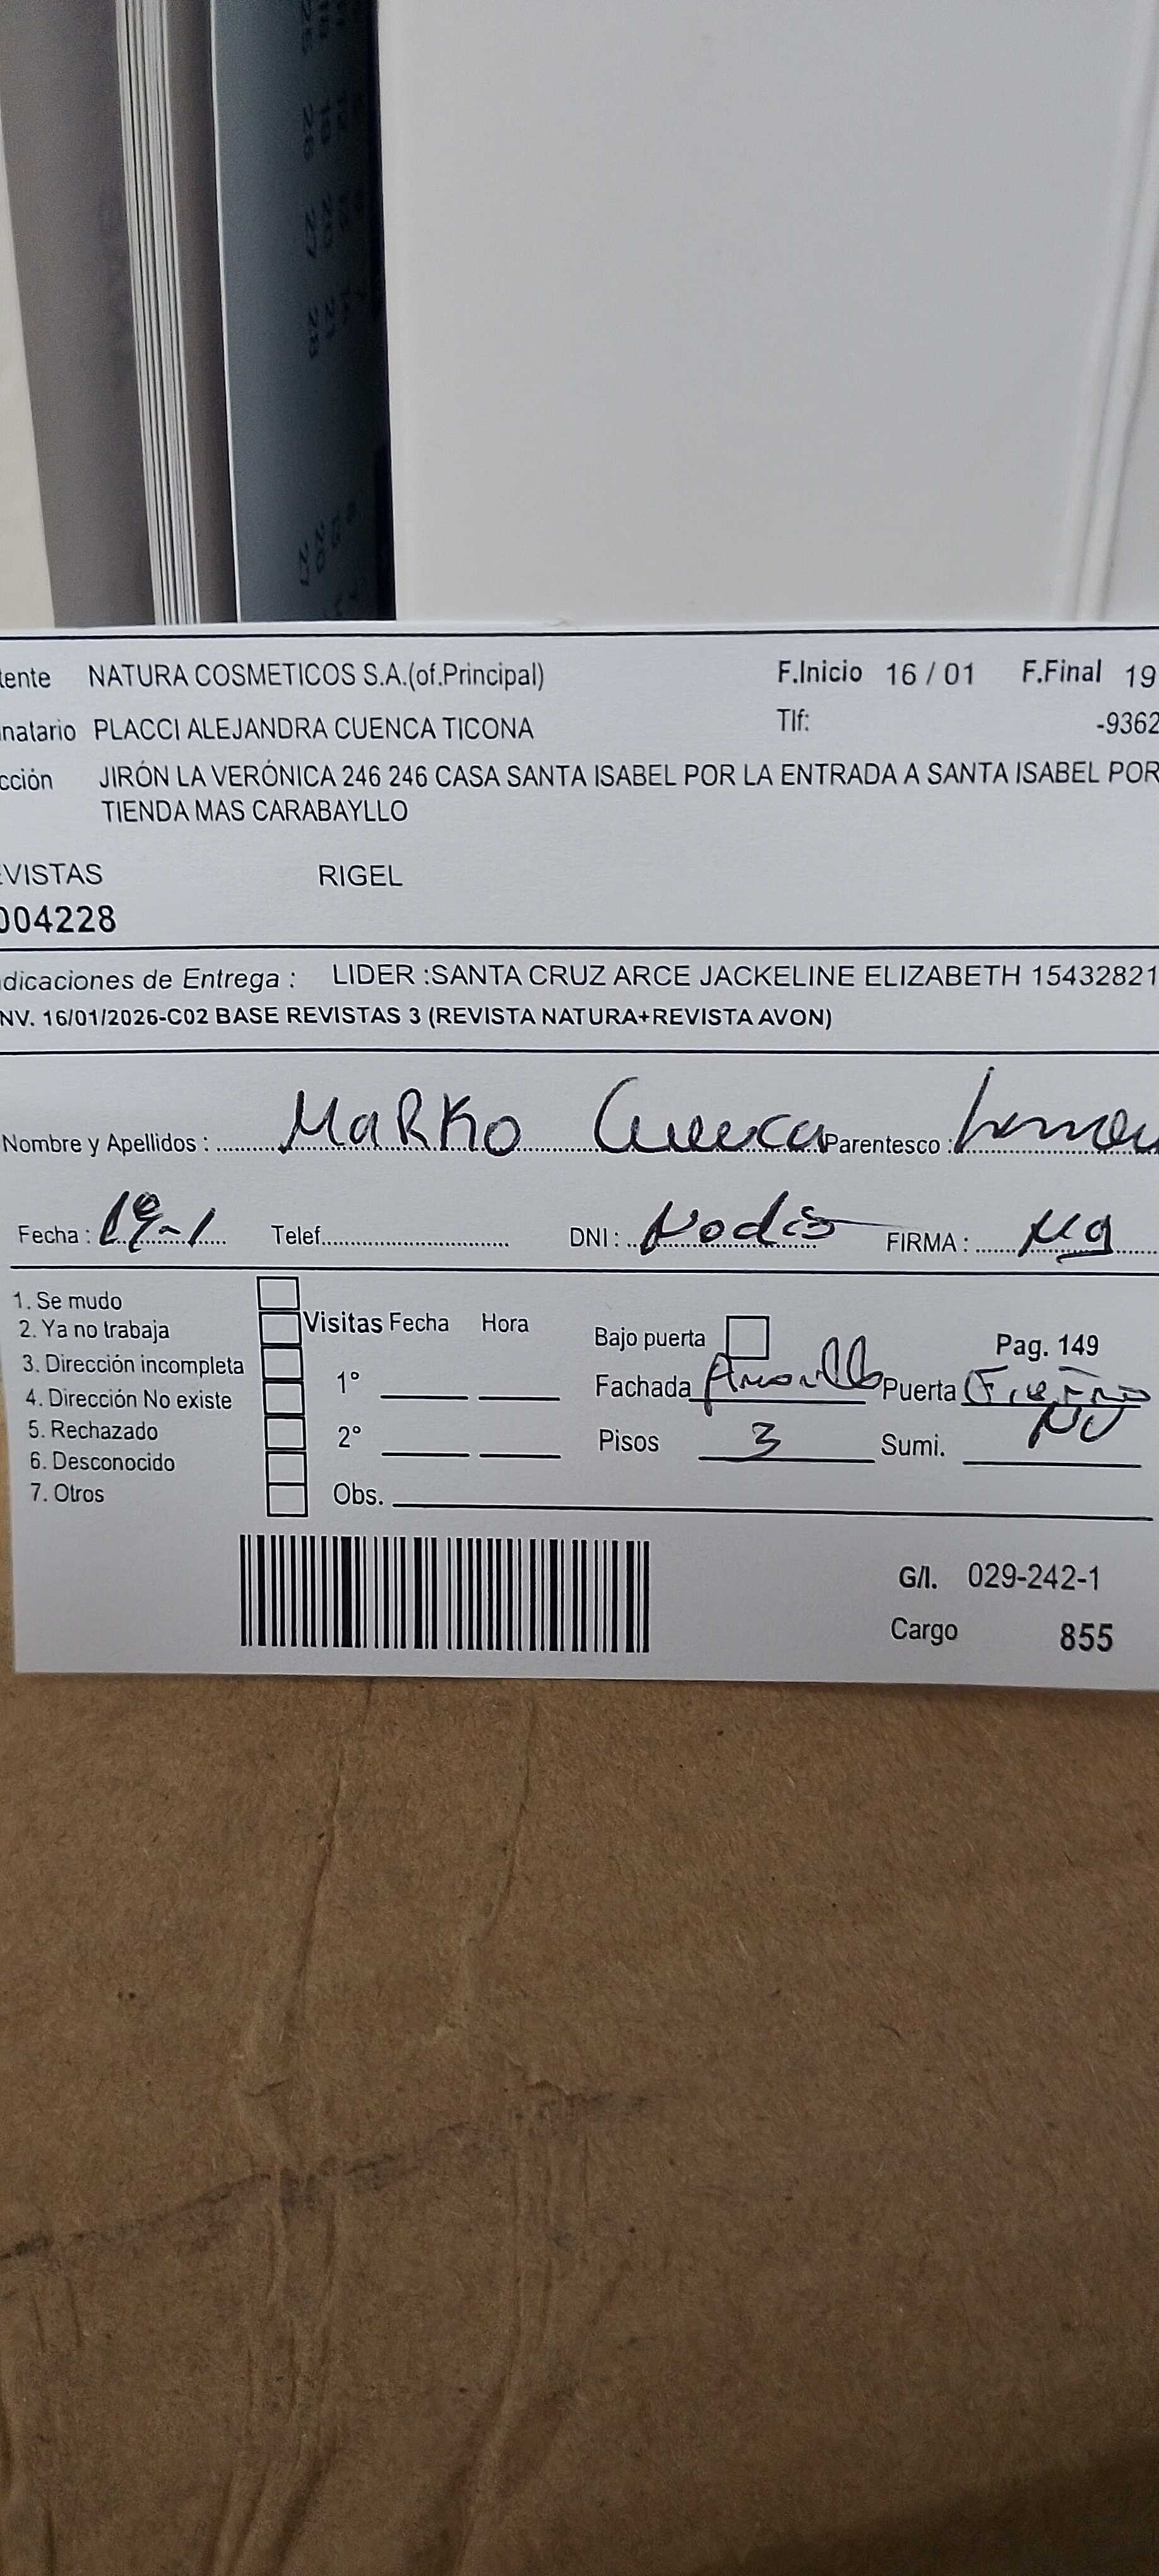 tente NATURA COSMETICOS S.A.(of.Principal) F.Inicio 16 / 01 F.Final 19
natario PLACCI ALEJANDRA CUENCA TICONA Tlf: -9362
cción JIRÓN LA VERÓNICA 246 246 CASA SANTA ISABEL POR LA ENTRADA A SANTA ISABEL POR
TIENDA MAS CARABAYLLO
EVISTAS RIGEL
004228
dicaciones de Entrega : LIDER :SANTA CRUZ ARCE JACKELINE ELIZABETH 15432821
NV. 16/01/2026-C02 BASE REVISTAS 3 (REVISTA NATURA+REVISTA AVON)
Nombre y Apellidos : MaRKo Cuenca Parentesco :
Fecha : 19-1 Telef. DNI : No dio FIRMA :
1. Se mudo
2. Ya no trabaja Visitas Fecha Hora Bajo puerta Pag. 149
3. Dirección incompleta 1° Fachada Amarillo Puerta
4. Dirección No existe
5. Rechazado 2° Pisos 3 Sumi.
6. Desconocido
7. Otros Obs.
G/I. 029-242-1
Cargo 855